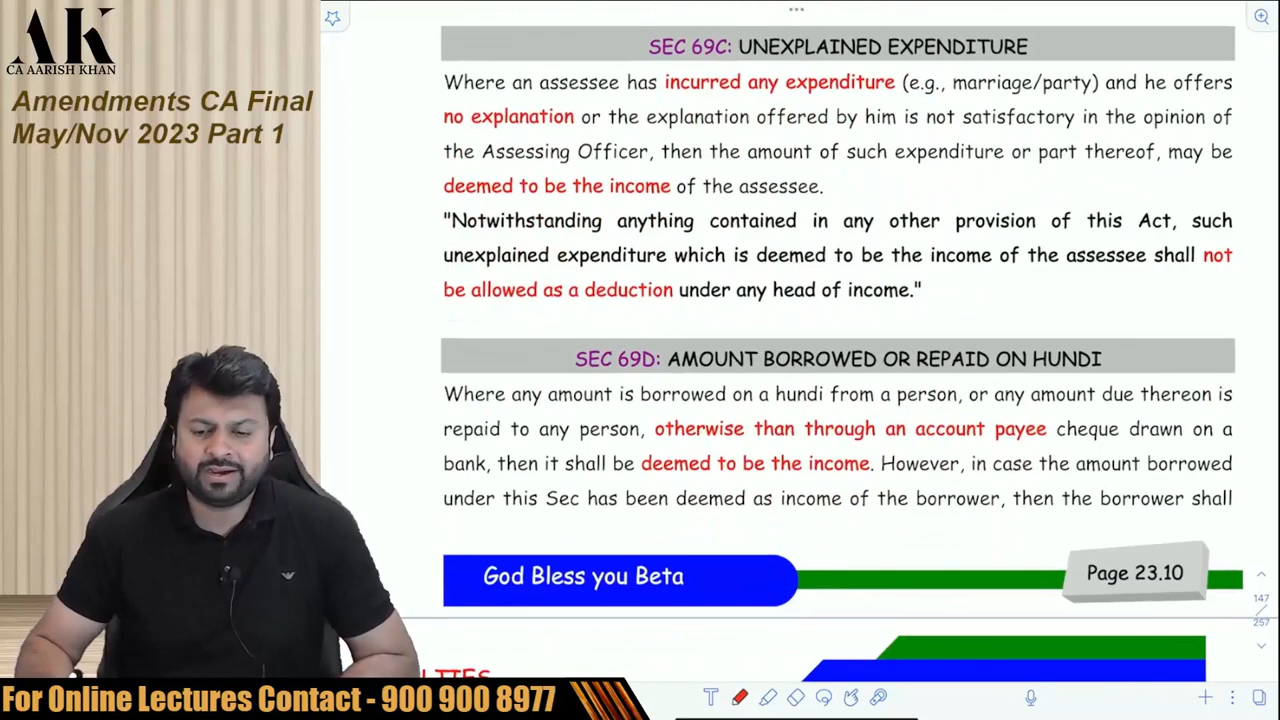 AK
CA AARISH KHAN
Amendments CA Final
May/Nov 2023 Part 1
SEC 69C: UNEXPLAINED EXPENDITURE
Where an assessee has incurred any expenditure (e.g., marriage/party) and he offers
no explanation or the explanation offered by him is not satisfactory in the opinion of
the Assessing Officer, then the amount of such expenditure or part thereof, may be
deemed to be the income of the assessee.
"Notwithstanding anything contained in any other provision of this Act, such
unexplained expenditure which is deemed to be the income of the assessee shall not
be allowed as a deduction under any head of income."
SEC 69D: AMOUNT BORROWED OR REPAID ON HUNDI
Where any amount is borrowed on a hundi from a person, or any amount due thereon is
repaid to any person, otherwise than through an account payee cheque drawn on a
bank, then it shall be deemed to be the income. However, in case the amount borrowed
under this Sec has been deemed as income of the borrower, then the borrower shall
God Bless you Beta
Page 23.10
147
257
For Online Lectures Contact - 900 900 8977